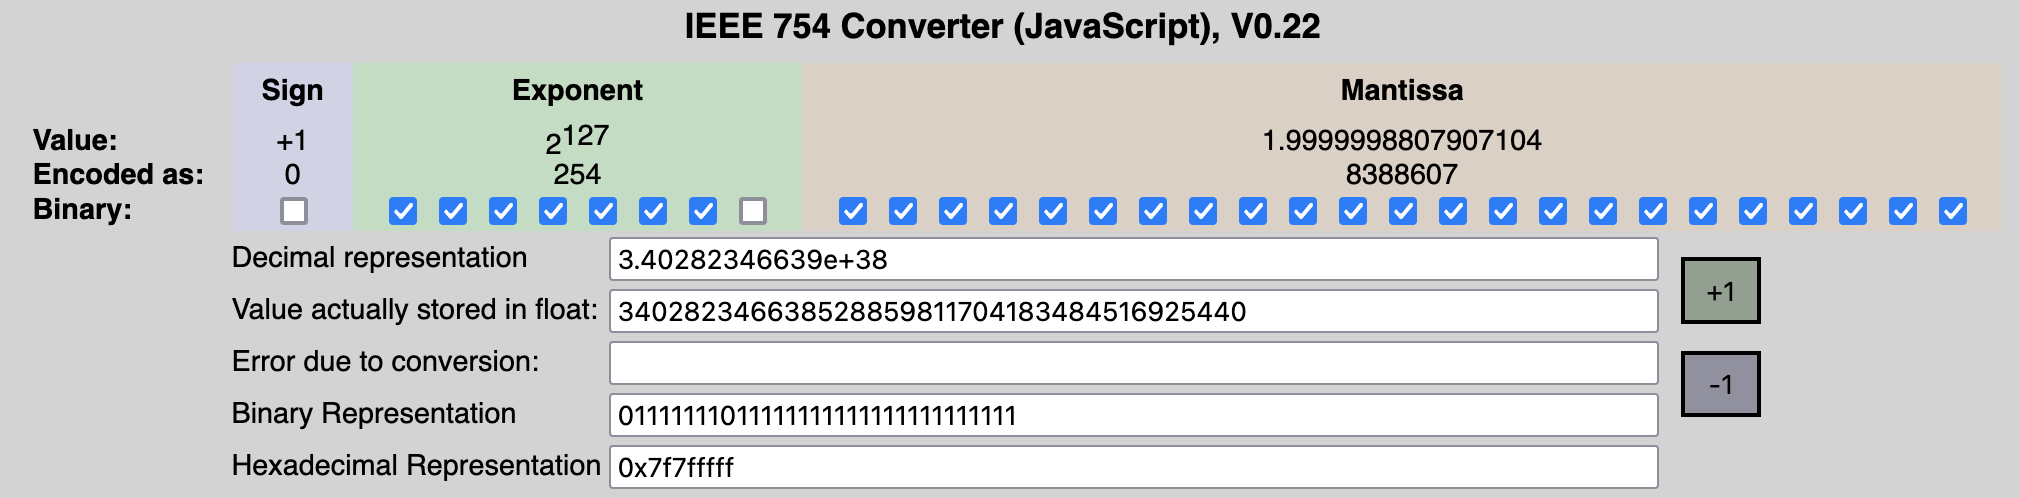 IEEE 754 Converter (JavaScript), V0.22
Sign Exponent Mantissa
Value: +1 2^127 1.9999998807907104
Encoded as: 0 254 8388607
Binary:
Decimal representation 3.40282346639e+38
+1
Value actually stored in float: 340282346638528859811704183484516925440
Error due to conversion:
-1
Binary Representation 01111111011111111111111111111111
Hexadecimal Representation 0x7f7fffff